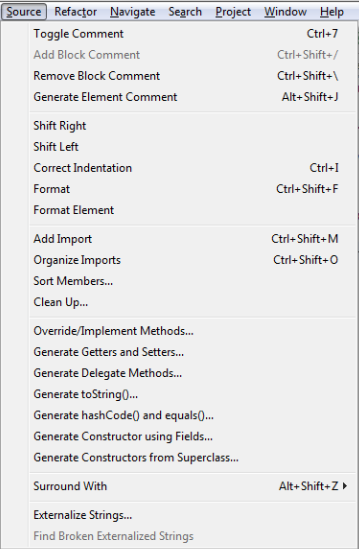 Source Refactor Navigate Search Project Window Help
Toggle Comment Ctrl+7
Add Block Comment Ctrl+Shift+/
Remove Block Comment Ctrl+Shift+\
Generate Element Comment Alt+Shift+J
Shift Right
Shift Left
Correct Indentation Ctrl+I
Format Ctrl+Shift+F
Format Element
Add Import Ctrl+Shift+M
Organize Imports Ctrl+Shift+O
Sort Members...
Clean Up...
Override/Implement Methods...
Generate Getters and Setters...
Generate Delegate Methods...
Generate toString()...
Generate hashCode() and equals()...
Generate Constructor using Fields...
Generate Constructors from Superclass...
Surround With Alt+Shift+Z
Externalize Strings...
Find Broken Externalized Strings